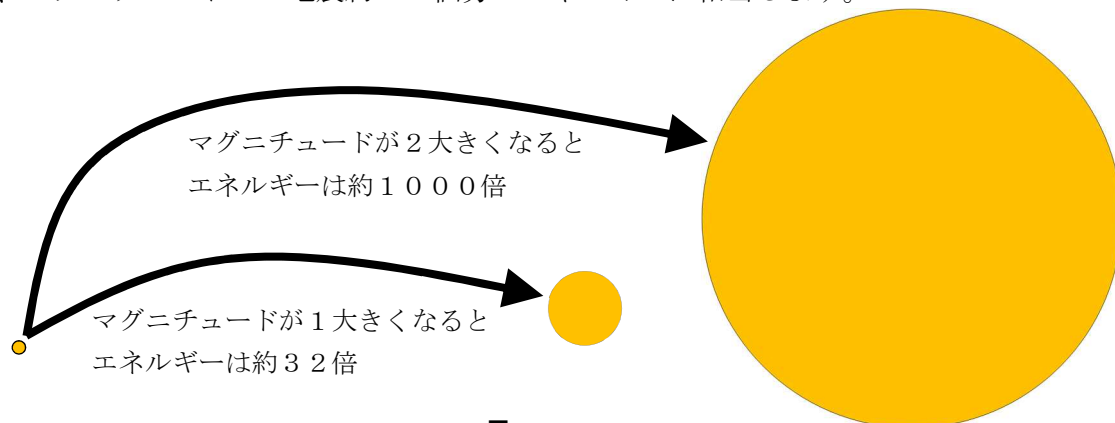 マグニチュードが２大きくなると
エネルギーは約１０００倍
マグニチュードが１大きくなると
エネルギーは約３２倍